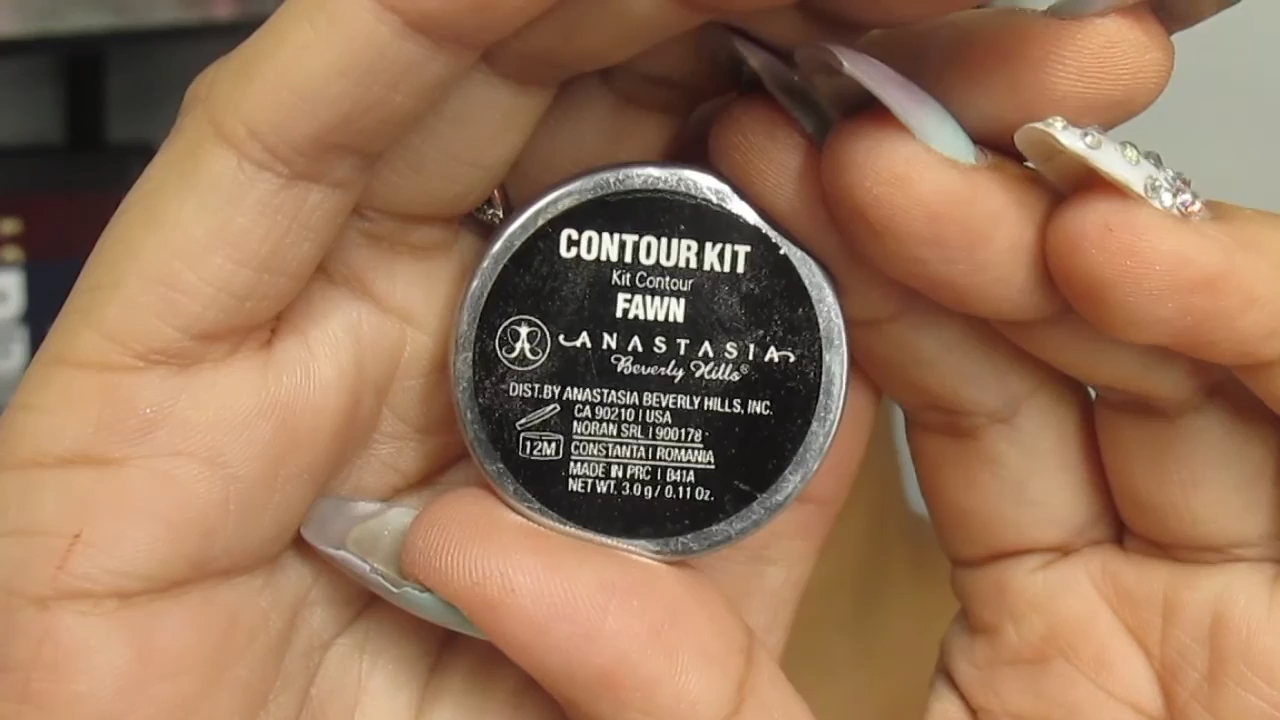 CONTOUR KIT
Kit Contour
FAWN
ANASTASIA
Beverly Hills®
DIST.BY ANASTASIA BEVERLY HILLS, INC.
CA 90210 | USA
NORAN SRL | 900178
12M
CONSTANTA | ROMANIA
MADE IN PRC | B41A
NET WT. 3.0 g / 0.11 Oz.